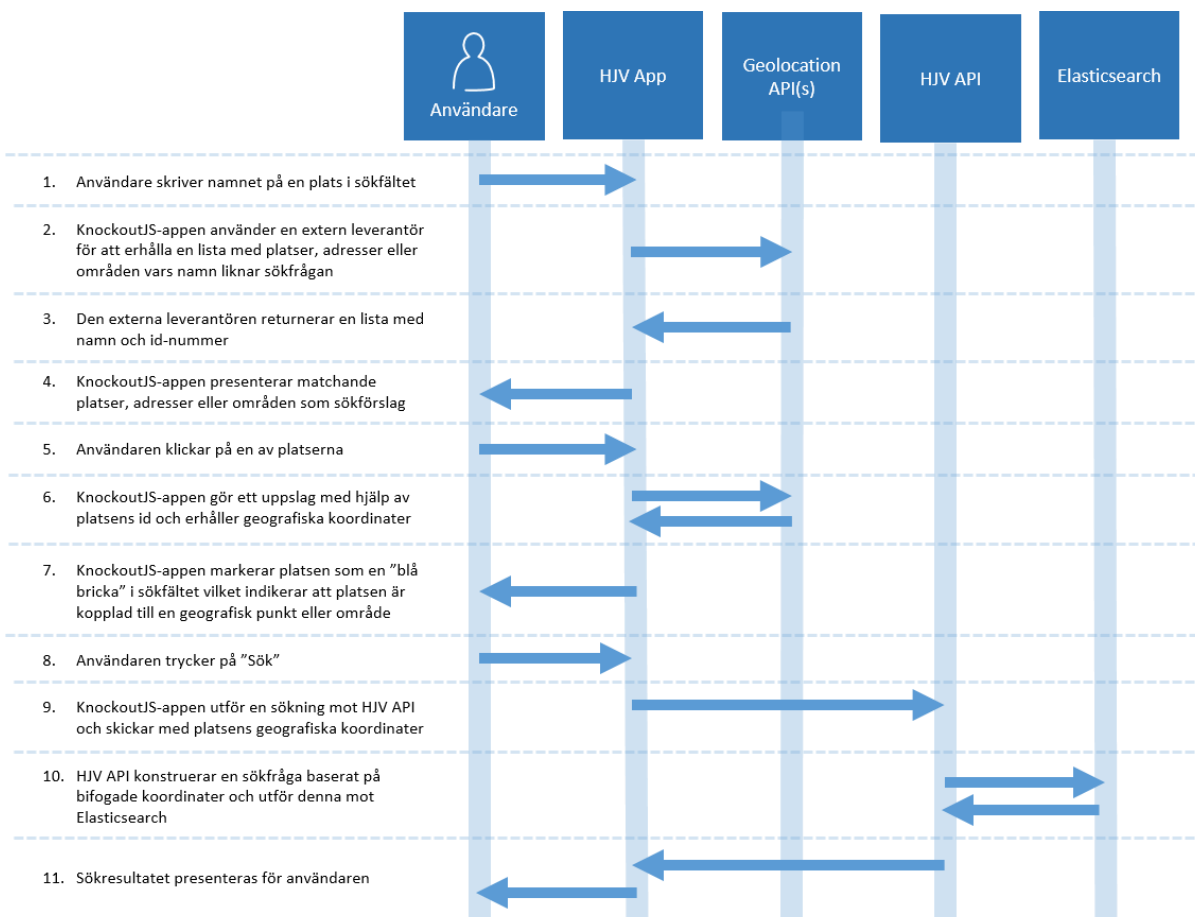 Användare
HJV App
Geolocation
API(s)
HJV API
Elasticsearch
1. Användare skriver namnet på en plats i sökfältet
2. KnockoutJS-appen använder en extern leverantör
för att erhålla en lista med platser, adresser eller
områden vars namn liknar sökfrågan
3. Den externa leverantören returnerar en lista med
namn och id-nummer
4. KnockoutJS-appen presenterar matchande
platser, adresser eller områden som sökförslag
5. Användaren klickar på en av platserna
6. KnockoutJS-appen gör ett uppslag med hjälp av
platsens id och erhåller geografiska koordinater
7. KnockoutJS-appen markerar platsen som en ”blå
bricka” i sökfältet vilket indikerar att platsen är
kopplad till en geografisk punkt eller område
8. Användaren trycker på ”Sök”
9. KnockoutJS-appen utför en sökning mot HJV API
och skickar med platsens geografiska koordinater
10. HJV API konstruerar en sökfråga baserat på
bifogade koordinater och utför denna mot
Elasticsearch
11. Sökresultatet presenteras för användaren